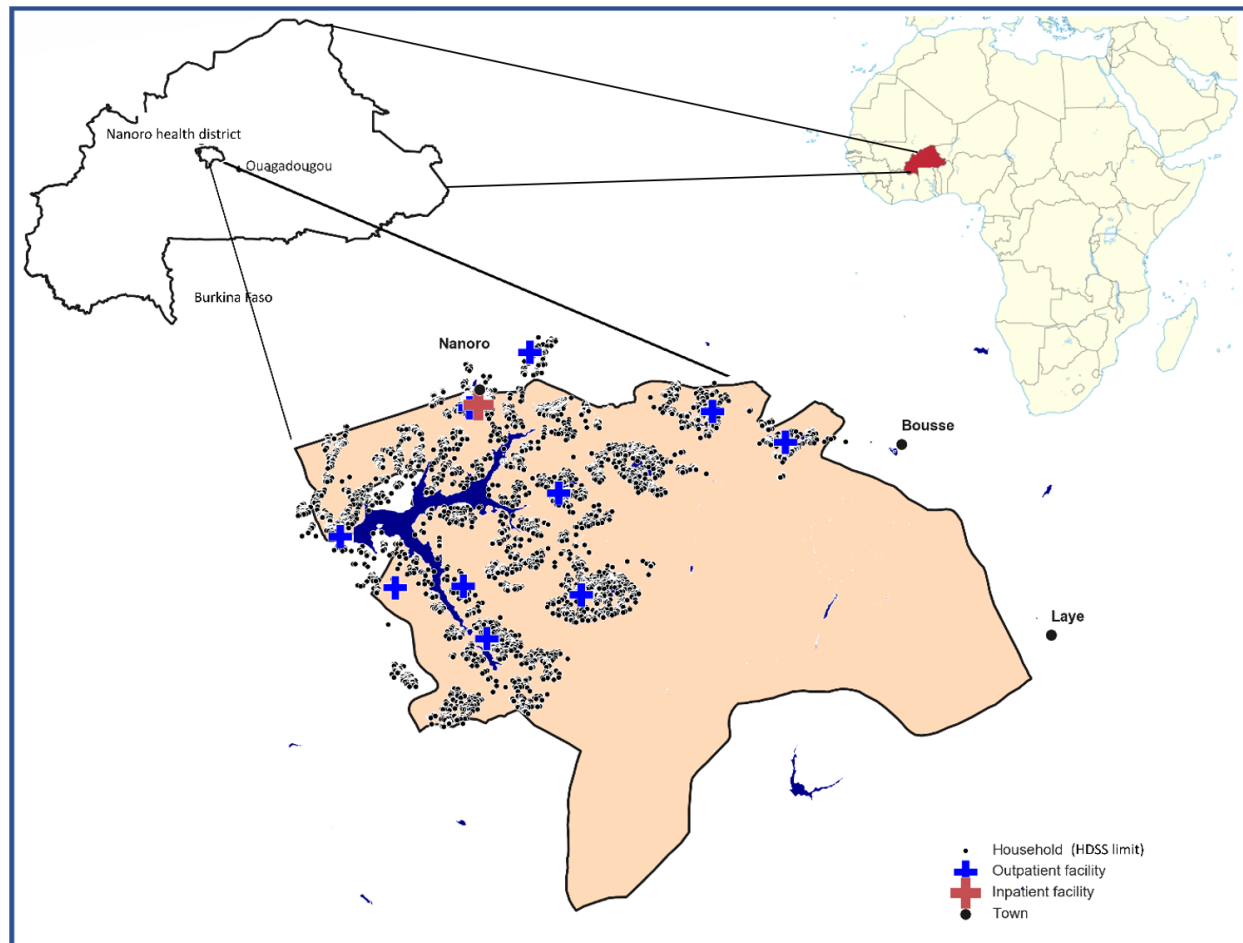 Nanoro health district
Ouagadougou
Burkina Faso
Nanoro
Bousse
Laye
Household (HDSS limit)
Outpatient facility
Inpatient facility
Town